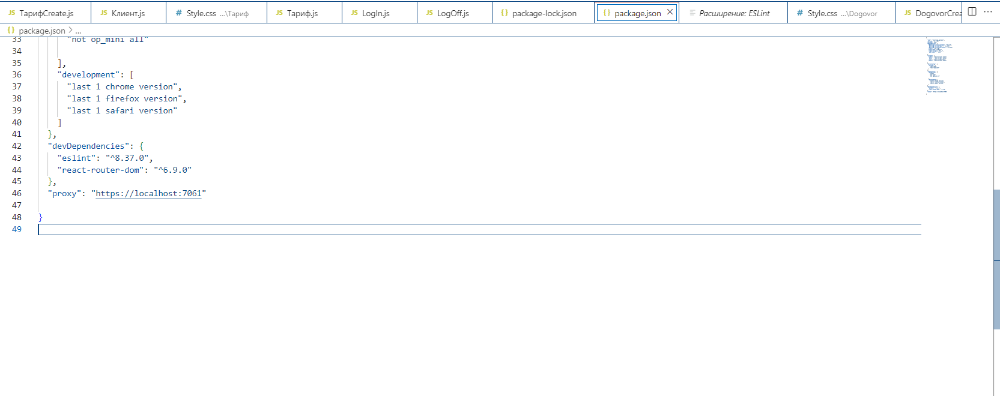 JS ТарифCreate.js JS Клиент.js # Style.css ...\Тариф JS Тариф.js JS LogIn.js JS LogOff.js {} package-lock.json {} package.json × Расширение: ESLint # Style.css ...\Dogovor JS DogovorCrea ···
{} package.json > ...
33 "not op_mini all"
34
35 ],
36 "development": [
37 "last 1 chrome version",
38 "last 1 firefox version",
39 "last 1 safari version"
40 ]
41 },
42 "devDependencies": {
43 "eslint": "^8.37.0",
44 "react-router-dom": "^6.9.0"
45 },
46 "proxy": "https://localhost:7061"
47
48 }
49